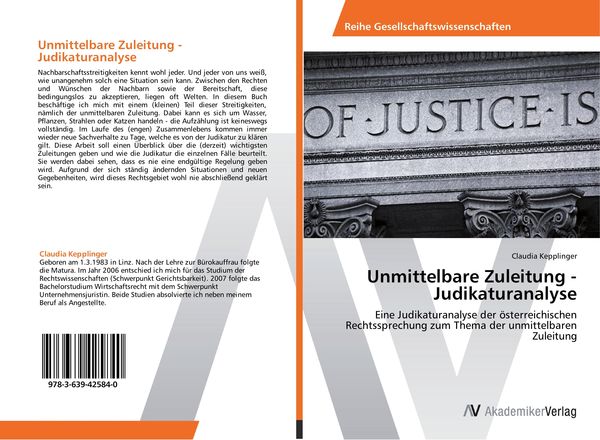 Unmittelbare Zuleitung -
Judikaturanalyse
Nachbarschaftsstreitigkeiten kennt wohl jeder. Und jeder von uns weiß,
wie unangenehm solch eine Situation sein kann. Zwischen den Rechten
und Wünschen der Nachbarn sowie der Bereitschaft, diese
bedingungslos zu akzeptieren, liegen oft Welten. In diesem Buch
beschäftige ich mich mit einem (kleinen) Teil dieser Streitigkeiten,
nämlich der unmittelbaren Zuleitung. Dabei kann es sich um Wasser,
Pflanzen, Strahlen oder Katzen handeln - die Aufzählung ist keineswegs
vollständig. Im Laufe des (engen) Zusammenlebens kommen immer
wieder neue Sachverhalte zu Tage, welche es von der Judikatur zu klären
gilt. Diese Arbeit soll einen Überblick über die (derzeit) wichtigsten
Zuleitungen geben und wie die Judikatur die einzelnen Fälle beurteilt.
Sie werden dabei sehen, dass es nie eine endgültige Regelung geben
wird. Aufgrund der sich ständig ändernden Situationen und neuen
Gegebenheiten, wird dieses Rechtsgebiet wohl nie abschließend geklärt
sein.
Claudia Kepplinger
Geboren am 1.3.1983 in Linz. Nach der Lehre zur Bürokauffrau folgte
die Matura. Im Jahr 2006 entschied ich mich für das Studium der
Rechtswissenschaften (Schwerpunkt Gerichtsbarkeit). 2007 folgte das
Bachelorstudium Wirtschaftsrecht mit dem Schwerpunkt
Unternehmensjuristin. Beide Studien absolvierte ich neben meinem
Beruf als Angestellte.
978-3-639-42584-0
Reihe Gesellschaftswissenschaften
OF·JUSTICE·IS
Claudia Kepplinger
Unmittelbare Zuleitung -
Judikaturanalyse
Eine Judikaturanalyse der österreichischen
Rechtssprechung zum Thema der unmittelbaren
Zuleitung
AV AkademikerVerlag